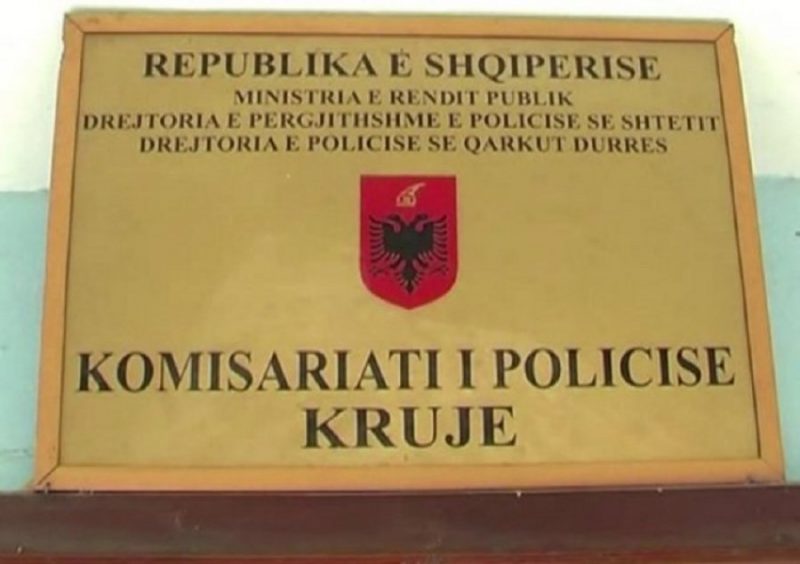 REPUBLIKA E SHQIPERISE
MINISTRIA E RENDIT PUBLIK
DREJTORIA E PERGJITHSHME E POLICISE SE SHTETIT
DREJTORIA E POLICISE SE QARKUT DURRES
KOMISARIATI I POLICISE
KRUJE